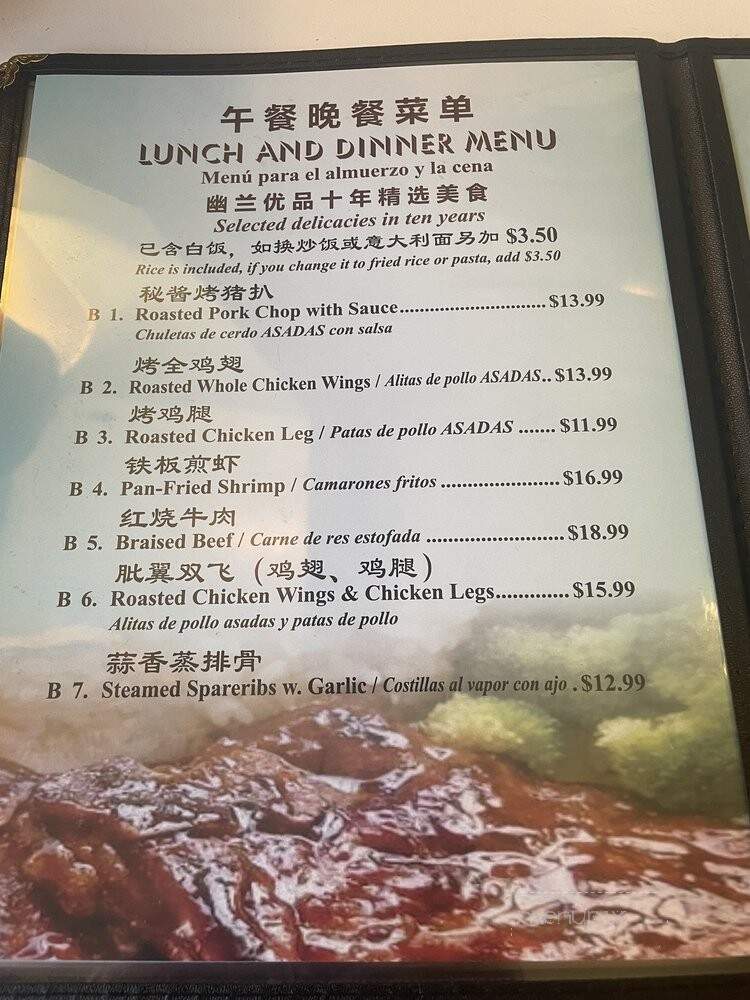 午餐晚餐菜单
LUNCH AND DINNER MENU
Menú para el almuerzo y la cena
幽兰优品十年精选美食
Selected delicacies in ten years
已含白饭，如换炒饭或意大利面另加 $3.50
Rice is included, if you change it to fried rice or pasta, add $3.50
秘酱烤猪扒
B 1. Roasted Pork Chop with Sauce.............................$13.99
Chuletas de cerdo ASADAS con salsa
烤全鸡翅
B 2. Roasted Whole Chicken Wings / Alitas de pollo ASADAS..$13.99
烤鸡腿
B 3. Roasted Chicken Leg / Patas de pollo ASADAS .......$11.99
铁板煎虾
B 4. Pan-Fried Shrimp / Camarones fritos .......................$16.99
红烧牛肉
B 5. Braised Beef / Carne de res estofada ..........................$18.99
肶翼双飞（鸡翅、鸡腿）
B 6. Roasted Chicken Wings & Chicken Legs.............$15.99
Alitas de pollo asadas y patas de pollo
蒜香蒸排骨
B 7. Steamed Spareribs w. Garlic / Costillas al vapor con ajo .$12.99